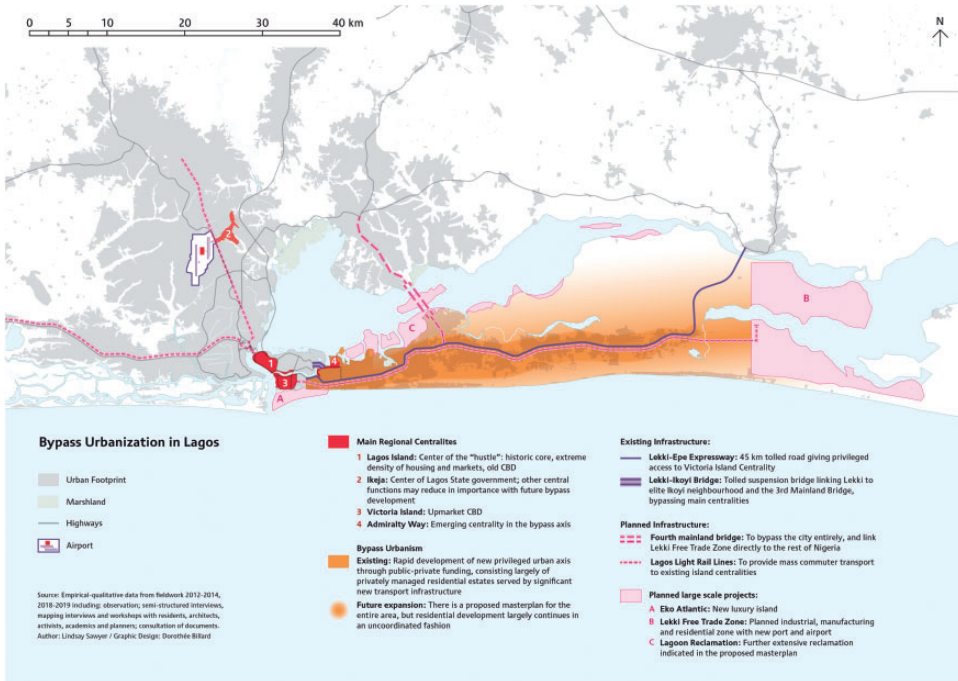 0 5 10 20 30 40 km
N
2
B
C
1
4
3
A
Bypass Urbanization in Lagos
Urban Footprint
Marshland
Highways
Airport
Source: Empirical-qualitative data from fieldwork 2012-2014,
2018-2019 including: observation; semi-structured interviews,
mapping interviews and workshops with residents, architects,
activists, academics and planners; consultation of documents.
Author: Lindsay Sawyer / Graphic Design: Dorothée Billard
Main Regional Centralites
1 Lagos Island: Center of the "hustle": historic core, extreme
density of housing and markets, old CBD
2 Ikeja: Center of Lagos State government; other central
functions may reduce in importance with future bypass
development
3 Victoria Island: Upmarket CBD
4 Admiralty Way: Emerging centrality in the bypass axis
Bypass Urbanism
Existing: Rapid development of new privileged urban axis
through public-private funding, consisting largely of
privately managed residential estates served by significant
new transport infrastructure
Future expansion: There is a proposed masterplan for the
entire area, but residential development largely continues in
an uncoordinated fashion
Existing Infrastructure:
Lekki-Epe Expressway: 45 km tolled road giving privileged
access to Victoria Island Centrality
Lekki-Ikoyi Bridge: Tolled suspension bridge linking Lekki to
elite Ikoyi neighbourhood and the 3rd Mainland Bridge,
bypassing main centralities
Planned Infrastructure:
Fourth mainland bridge: To bypass the city entirely, and link
Lekki Free Trade Zone directly to the rest of Nigeria
Lagos Light Rail Lines: To provide mass commuter transport
to existing island centralities
Planned large scale projects:
A Eko Atlantic: New luxury island
B Lekki Free Trade Zone: Planned industrial, manufacturing
and residential zone with new port and airport
C Lagoon Reclamation: Further extensive reclamation
indicated in the proposed masterplan